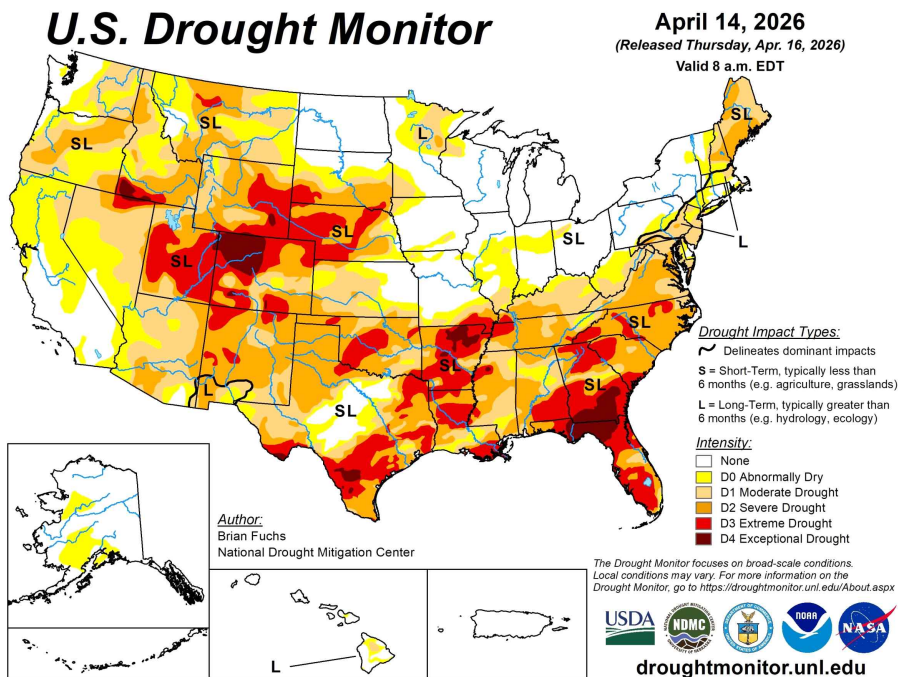 U.S. Drought Monitor
April 14, 2026
(Released Thursday, Apr. 16, 2026)
Valid 8 a.m. EDT
SL
SL
L
SL
SL
SL
SL
L
SL
SL
SL
L
SL
Drought Impact Types:
Delineates dominant impacts
S = Short-Term, typically less than
6 months (e.g. agriculture, grasslands)
L = Long-Term, typically greater than
6 months (e.g. hydrology, ecology)
Intensity:
None
D0 Abnormally Dry
D1 Moderate Drought
D2 Severe Drought
D3 Extreme Drought
D4 Exceptional Drought
Author:
Brian Fuchs
National Drought Mitigation Center
L
The Drought Monitor focuses on broad-scale conditions.
Local conditions may vary. For more information on the
Drought Monitor, go to https://droughtmonitor.unl.edu/About.aspx
USDA
NDMC
NOAA
NASA
droughtmonitor.unl.edu